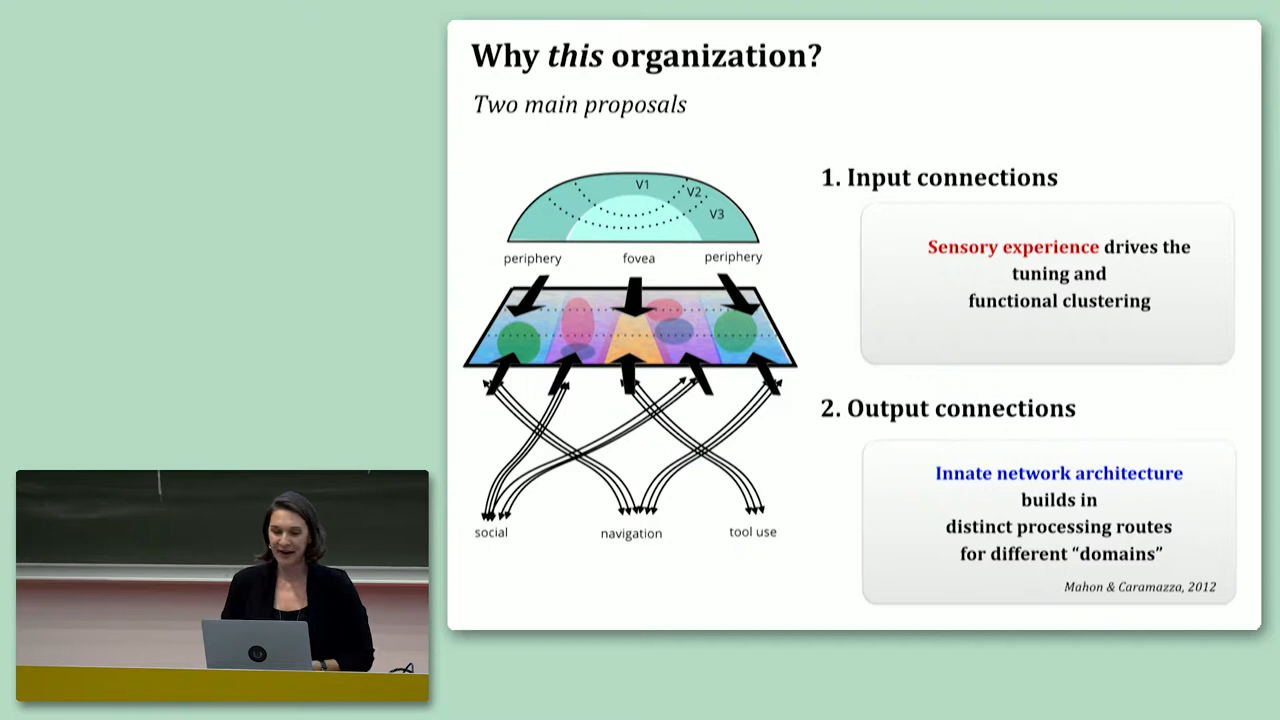 Why this organization?
Two main proposals
V1
V2
V3
periphery
fovea
periphery
social
navigation
tool use
1. Input connections
Sensory experience drives the
tuning and
functional clustering
2. Output connections
Innate network architecture
builds in
distinct processing routes
for different “domains”
Mahon & Caramazza, 2012